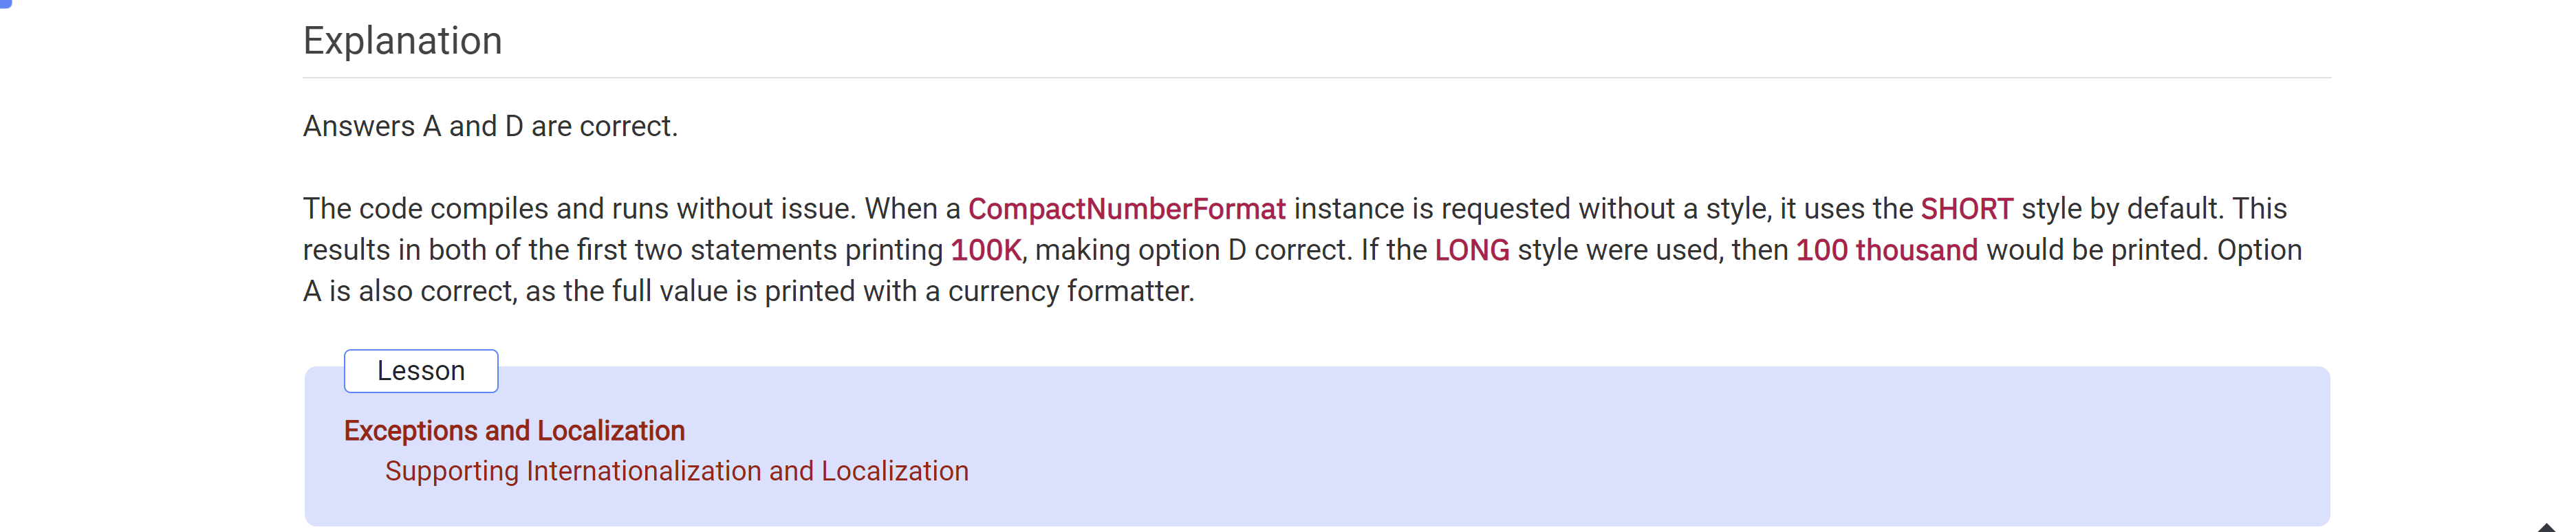 Explanation
Answers A and D are correct.
The code compiles and runs without issue. When a CompactNumberFormat instance is requested without a style, it uses the SHORT style by default. This
results in both of the first two statements printing 100K, making option D correct. If the LONG style were used, then 100 thousand would be printed. Option
A is also correct, as the full value is printed with a currency formatter.
Lesson
Exceptions and Localization
Supporting Internationalization and Localization